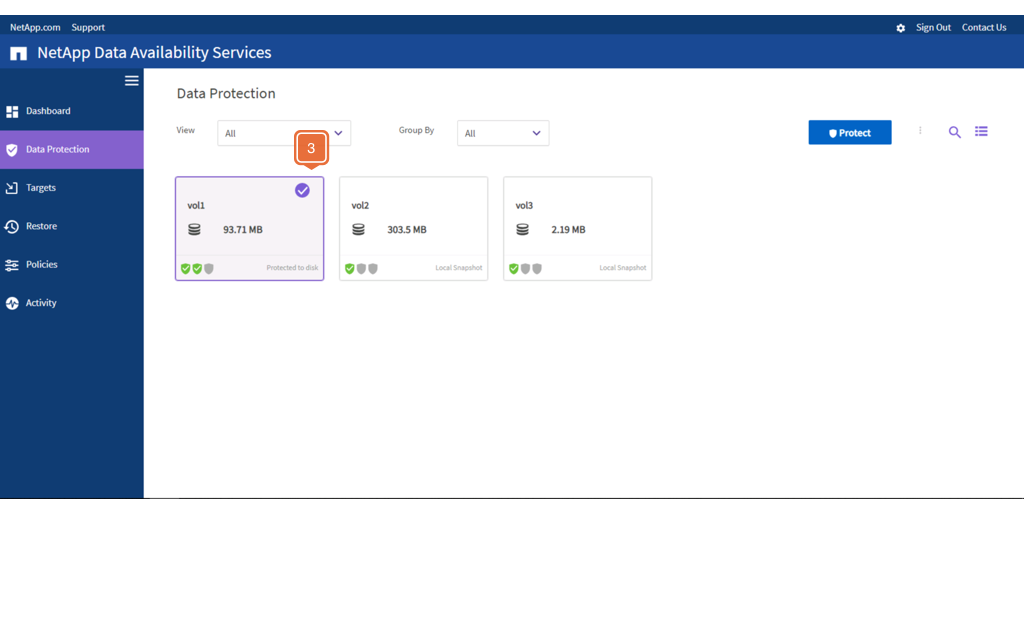 NetApp.com Support Sign Out Contact Us
NetApp Data Availability Services
Dashboard
Data Protection
Targets
Restore
Policies
Activity
Data Protection
View All Group By All Protect
3
vol1
93.71 MB
Protected to disk
vol2
303.5 MB
Local Snapshot
vol3
2.19 MB
Local Snapshot